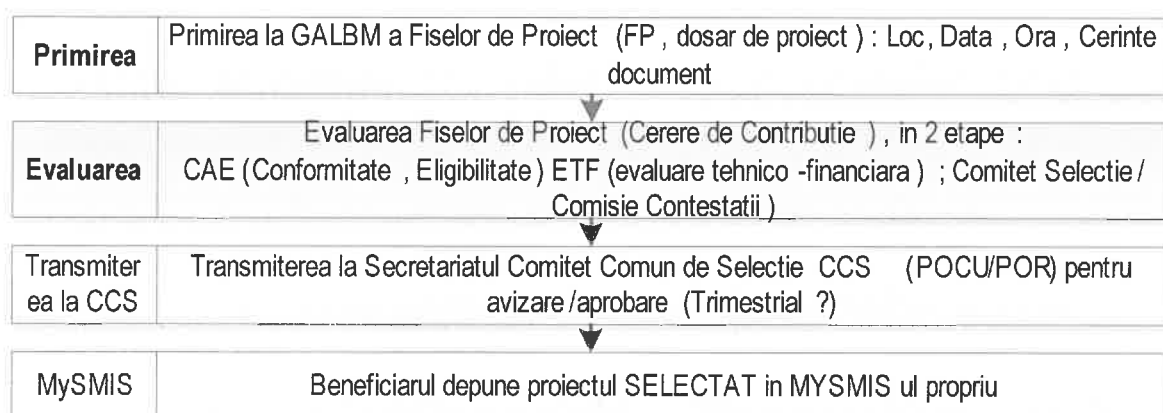 Primirea
Primirea la GALBM a Fiselor de Proiect (FP , dosar de proiect ) : Loc, Data , Ora , Cerinte
document
Evaluarea
Evaluarea Fiselor de Proiect (Cerere de Contributie ) , in 2 etape :
CAE (Conformitate , Eligibilitate) ETF (evaluare tehnico -financiara ) ; Comitet Selectie /
Comisie Contestatii )
Transmiter
ea la CCS
Transmiterea la Secretariatul Comitet Comun de Selectie CCS (POCU/POR) pentru
avizare /aprobare (Trimestrial ?)
MySMIS
Beneficiarul depune proiectul SELECTAT in MYSMIS ul propriu